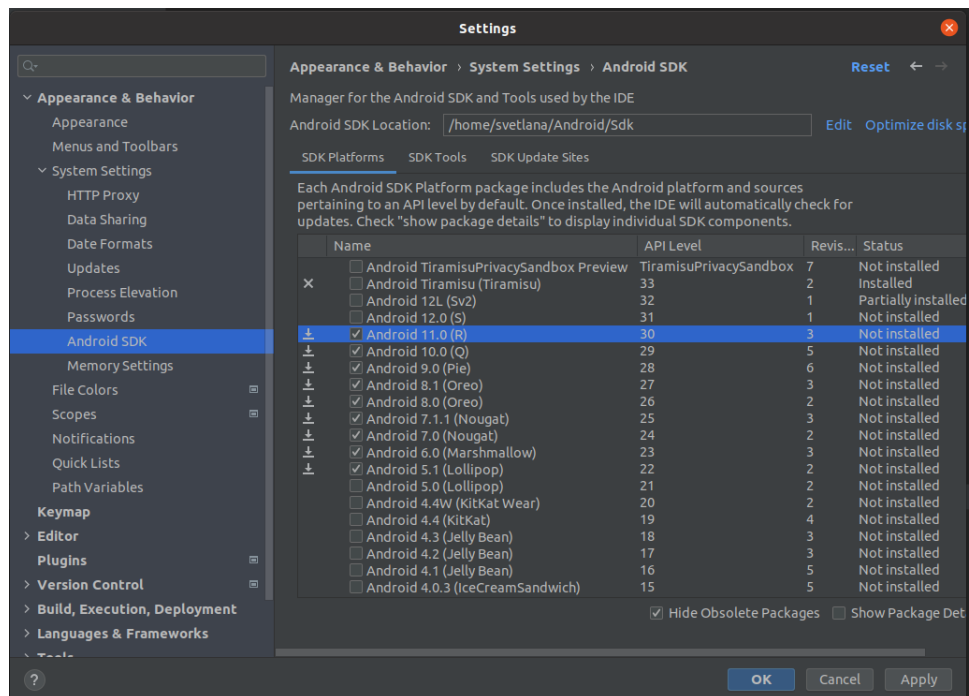 Settings
Appearance & Behavior
Appearance
Menus and Toolbars
System Settings
HTTP Proxy
Data Sharing
Date Formats
Updates
Process Elevation
Passwords
Android SDK
Memory Settings
File Colors
Scopes
Notifications
Quick Lists
Path Variables
Keymap
Editor
Plugins
Version Control
Build, Execution, Deployment
Languages & Frameworks
Tools
?
Appearance & Behavior › System Settings › Android SDK Reset
Manager for the Android SDK and Tools used by the IDE
Android SDK Location: /home/svetlana/Android/Sdk Edit Optimize disk sp
SDK Platforms SDK Tools SDK Update Sites
Each Android SDK Platform package includes the Android platform and sources
pertaining to an API level by default. Once installed, the IDE will automatically check for
updates. Check "show package details" to display individual SDK components.
Name API Level Revis... Status
Android TiramisuPrivacySandbox Preview TiramisuPrivacySandbox 7 Not installed
Android Tiramisu (Tiramisu) 33 2 Installed
Android 12L (Sv2) 32 1 Partially installed
Android 12.0 (S) 31 1 Not installed
Android 11.0 (R) 30 3 Not installed
Android 10.0 (Q) 29 5 Not installed
Android 9.0 (Pie) 28 6 Not installed
Android 8.1 (Oreo) 27 3 Not installed
Android 8.0 (Oreo) 26 2 Not installed
Android 7.1.1 (Nougat) 25 3 Not installed
Android 7.0 (Nougat) 24 2 Not installed
Android 6.0 (Marshmallow) 23 3 Not installed
Android 5.1 (Lollipop) 22 2 Not installed
Android 5.0 (Lollipop) 21 2 Not installed
Android 4.4W (KitKat Wear) 20 2 Not installed
Android 4.4 (KitKat) 19 4 Not installed
Android 4.3 (Jelly Bean) 18 3 Not installed
Android 4.2 (Jelly Bean) 17 3 Not installed
Android 4.1 (Jelly Bean) 16 5 Not installed
Android 4.0.3 (IceCreamSandwich) 15 5 Not installed
Hide Obsolete Packages Show Package Det
OK Cancel Apply